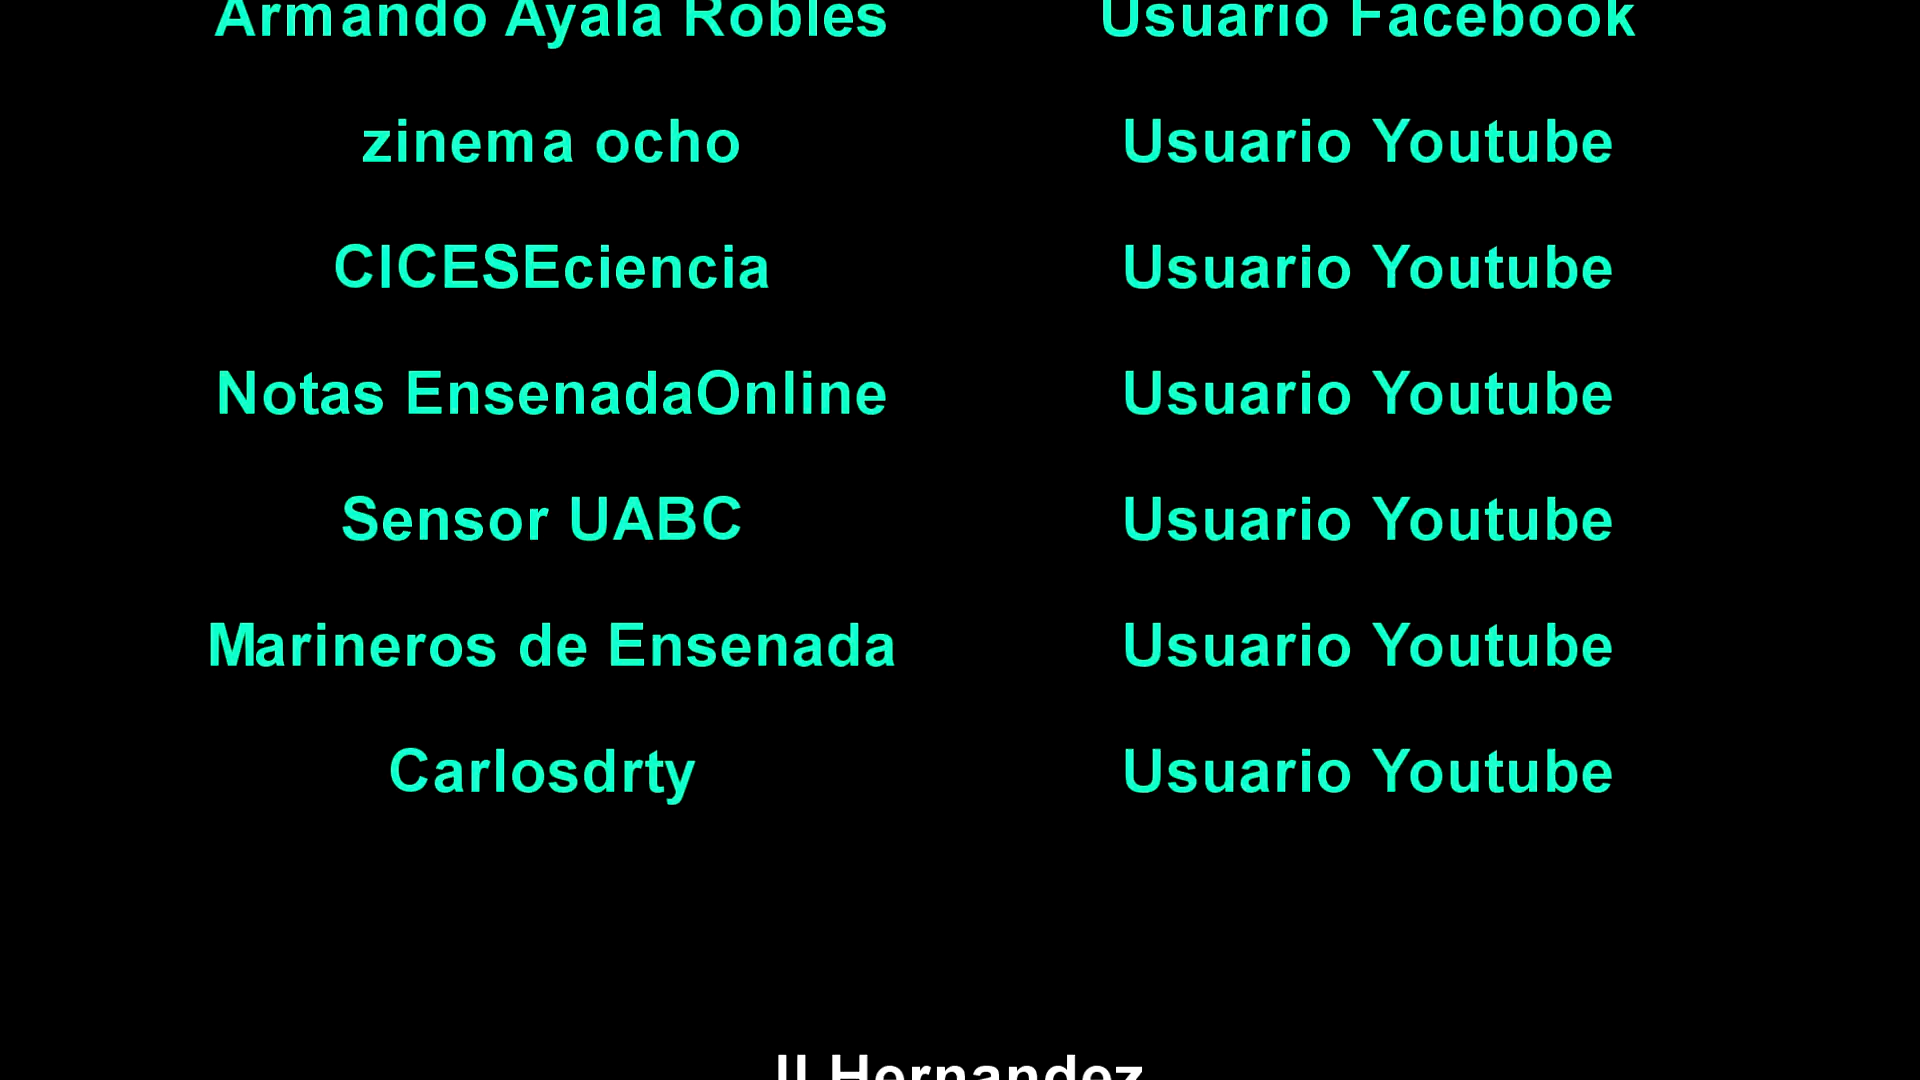 Armando Ayala Robles Usuario Facebook
zinema ocho Usuario Youtube
CICESEciencia Usuario Youtube
Notas EnsenadaOnline Usuario Youtube
Sensor UABC Usuario Youtube
Marineros de Ensenada Usuario Youtube
Carlosdrty Usuario Youtube
Hernandez